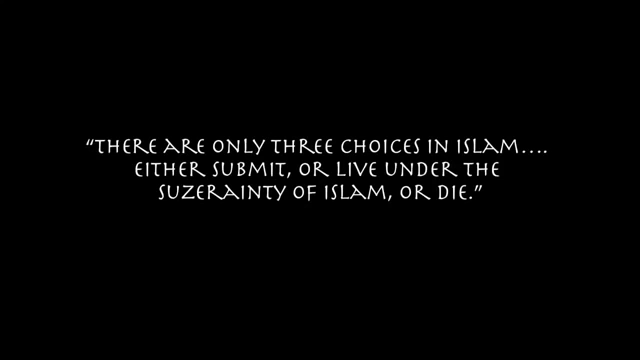 “THERE ARE ONLY THREE CHOICES IN ISLAM....
EITHER SUBMIT, OR LIVE UNDER THE
SUZERAINTY OF ISLAM, OR DIE.”